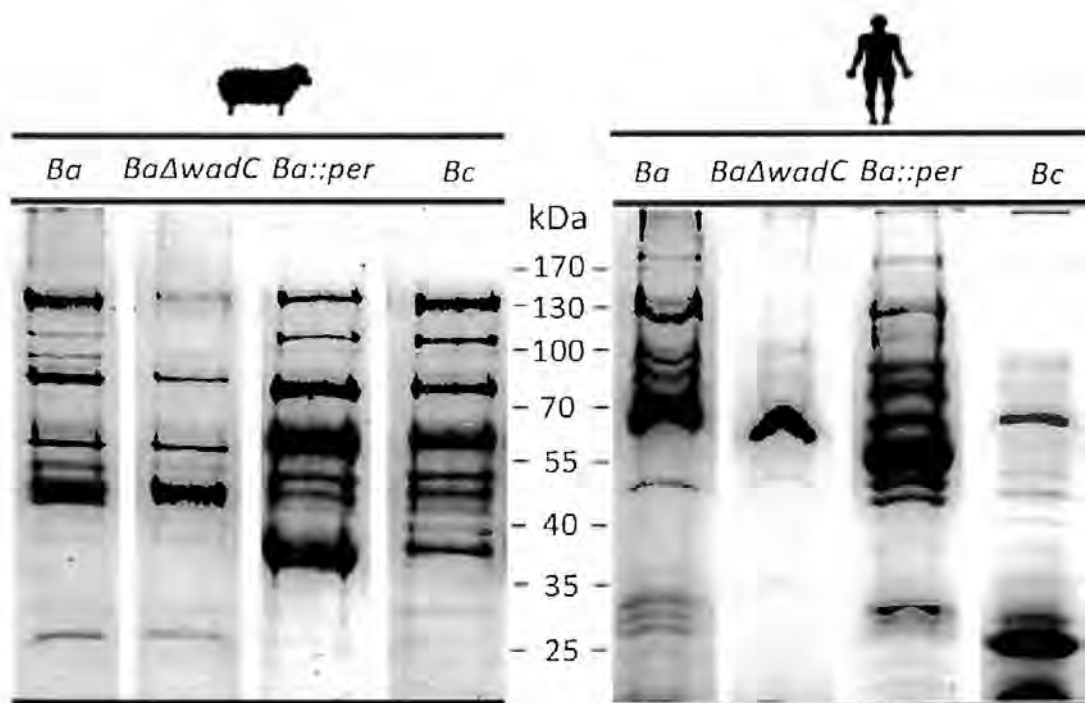 Ba BaΔwadC Ba::per Bc
Ba BaΔwadC Ba::per Bc
kDa
- 170 -
- 130 -
- 100 -
- 70 -
- 55 -
- 40 -
- 35 -
- 25 -